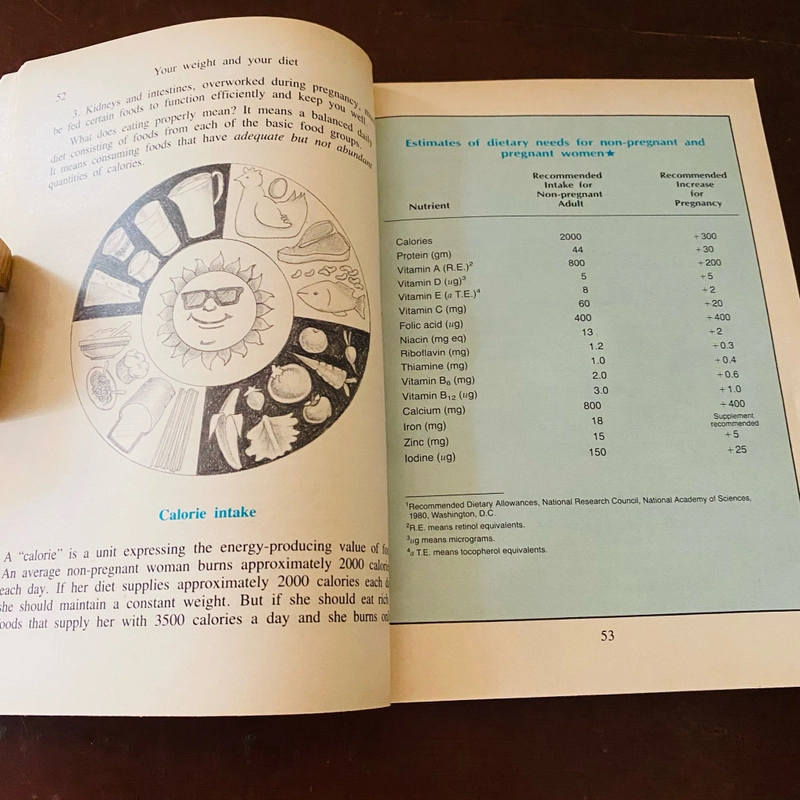 52
Your weight and your diet
3. Kidneys and intestines, overworked during pregnancy,
be fed certain foods to function efficiently and keep you well
What does eating properly mean? It means a balanced daily
diet consisting of foods from each of the basic food groups.
It means consuming foods that have adequate but not abundant
quantities of calories.
Calorie intake
A “calorie” is a unit expressing the energy-producing value of
An average non-pregnant woman burns approximately 2000
each day. If her diet supplies approximately 2000 calories each
she should maintain a constant weight. But if she should eat rich
foods that supply her with 3500 calories a day and she burns
Estimates of dietary needs for non-pregnant and
pregnant women★
Nutrient Recommended Intake for Non-pregnant Adult Recommended Increase for Pregnancy
Calories 2000 +300
Protein (gm) 44 +30
Vitamin A (R.E.)² 800 +200
Vitamin D (ug)³ 5 +5
Vitamin E (a T.E.)⁴ 8 +2
Vitamin C (mg) 60 +20
Folic acid (ug) 400 +400
Niacin (mg eq) 13 +2
Riboflavin (mg) 1.2 +0.3
Thiamine (mg) 1.0 +0.4
Vitamin B₆ (mg) 2.0 +0.6
Vitamin B₁₂ (ug) 3.0 +1.0
Calcium (mg) 800 +400
Iron (mg) 18 Supplement recommended
Zinc (mg) 15 +5
Iodine (ug) 150 +25
¹Recommended Dietary Allowances, National Research Council, National Academy of Sciences,
1980, Washington, D.C.
²R.E. means retinol equivalents.
³ug means micrograms.
⁴a T.E. means tocopherol equivalents.
53